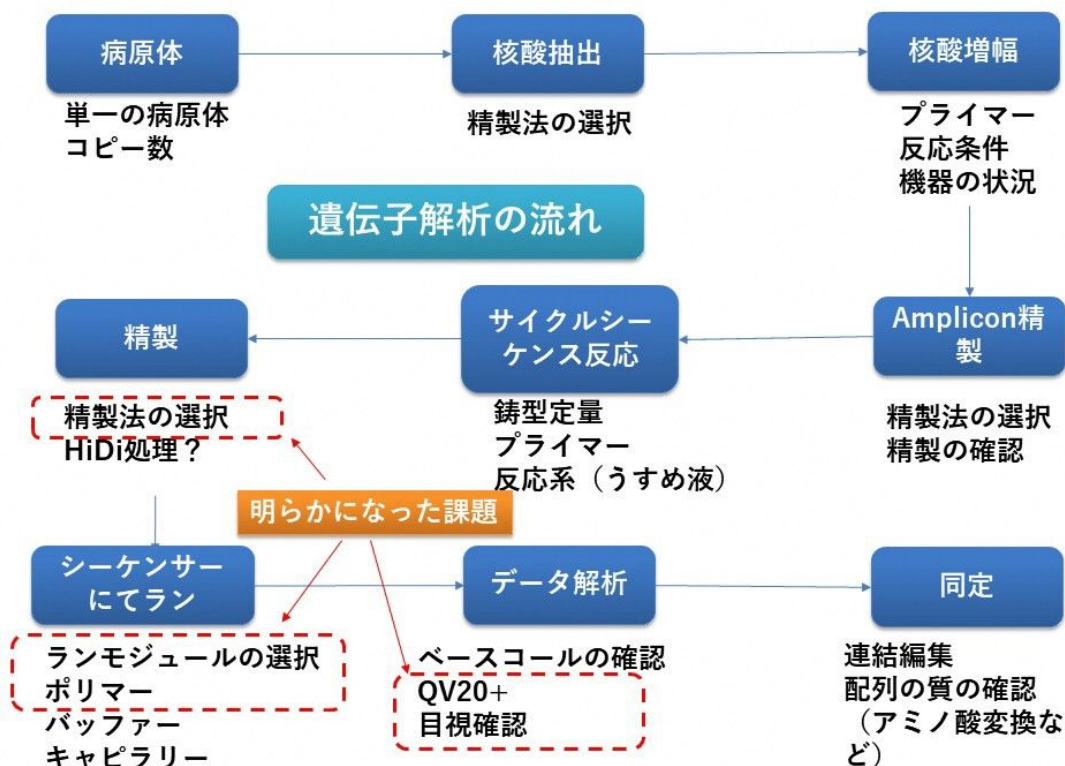 病原体
単一の病原体
コピー数
核酸抽出
精製法の選択
核酸増幅
プライマー
反応条件
機器の状況
遺伝子解析の流れ
Amplicon精
製
精製法の選択
精製の確認
サイクルシー
ケンス反応
鋳型定量
プライマー
反応系（うすめ液）
精製
精製法の選択
HiDi処理？
明らかになった課題
シーケンサー
にてラン
ランモジュールの選択
ポリマー
バッファー
キャピラリー
データ解析
ベースコールの確認
QV20+
目視確認
同定
連結編集
配列の質の確認
（アミノ酸変換な
ど）